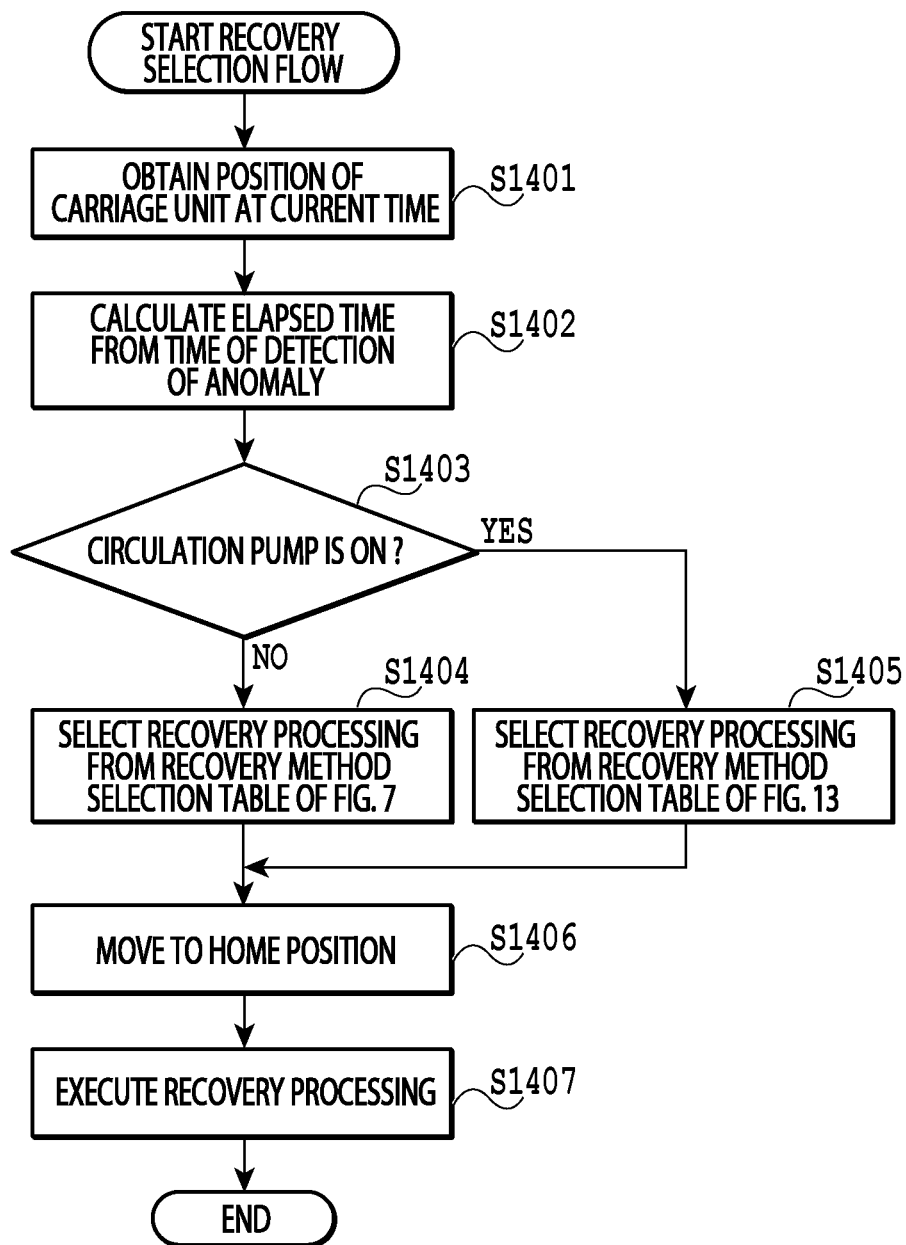 START RECOVERY
SELECTION FLOW
OBTAIN POSITION OF
CARRIAGE UNIT AT CURRENT TIME
S1401
CALCULATE ELAPSED TIME
FROM TIME OF DETECTION
OF ANOMALY
S1402
S1403
CIRCULATION PUMP IS ON ?
YES
NO
S1404
SELECT RECOVERY PROCESSING
FROM RECOVERY METHOD
SELECTION TABLE OF FIG. 7
S1405
SELECT RECOVERY PROCESSING
FROM RECOVERY METHOD
SELECTION TABLE OF FIG. 13
MOVE TO HOME POSITION
S1406
EXECUTE RECOVERY PROCESSING
S1407
END